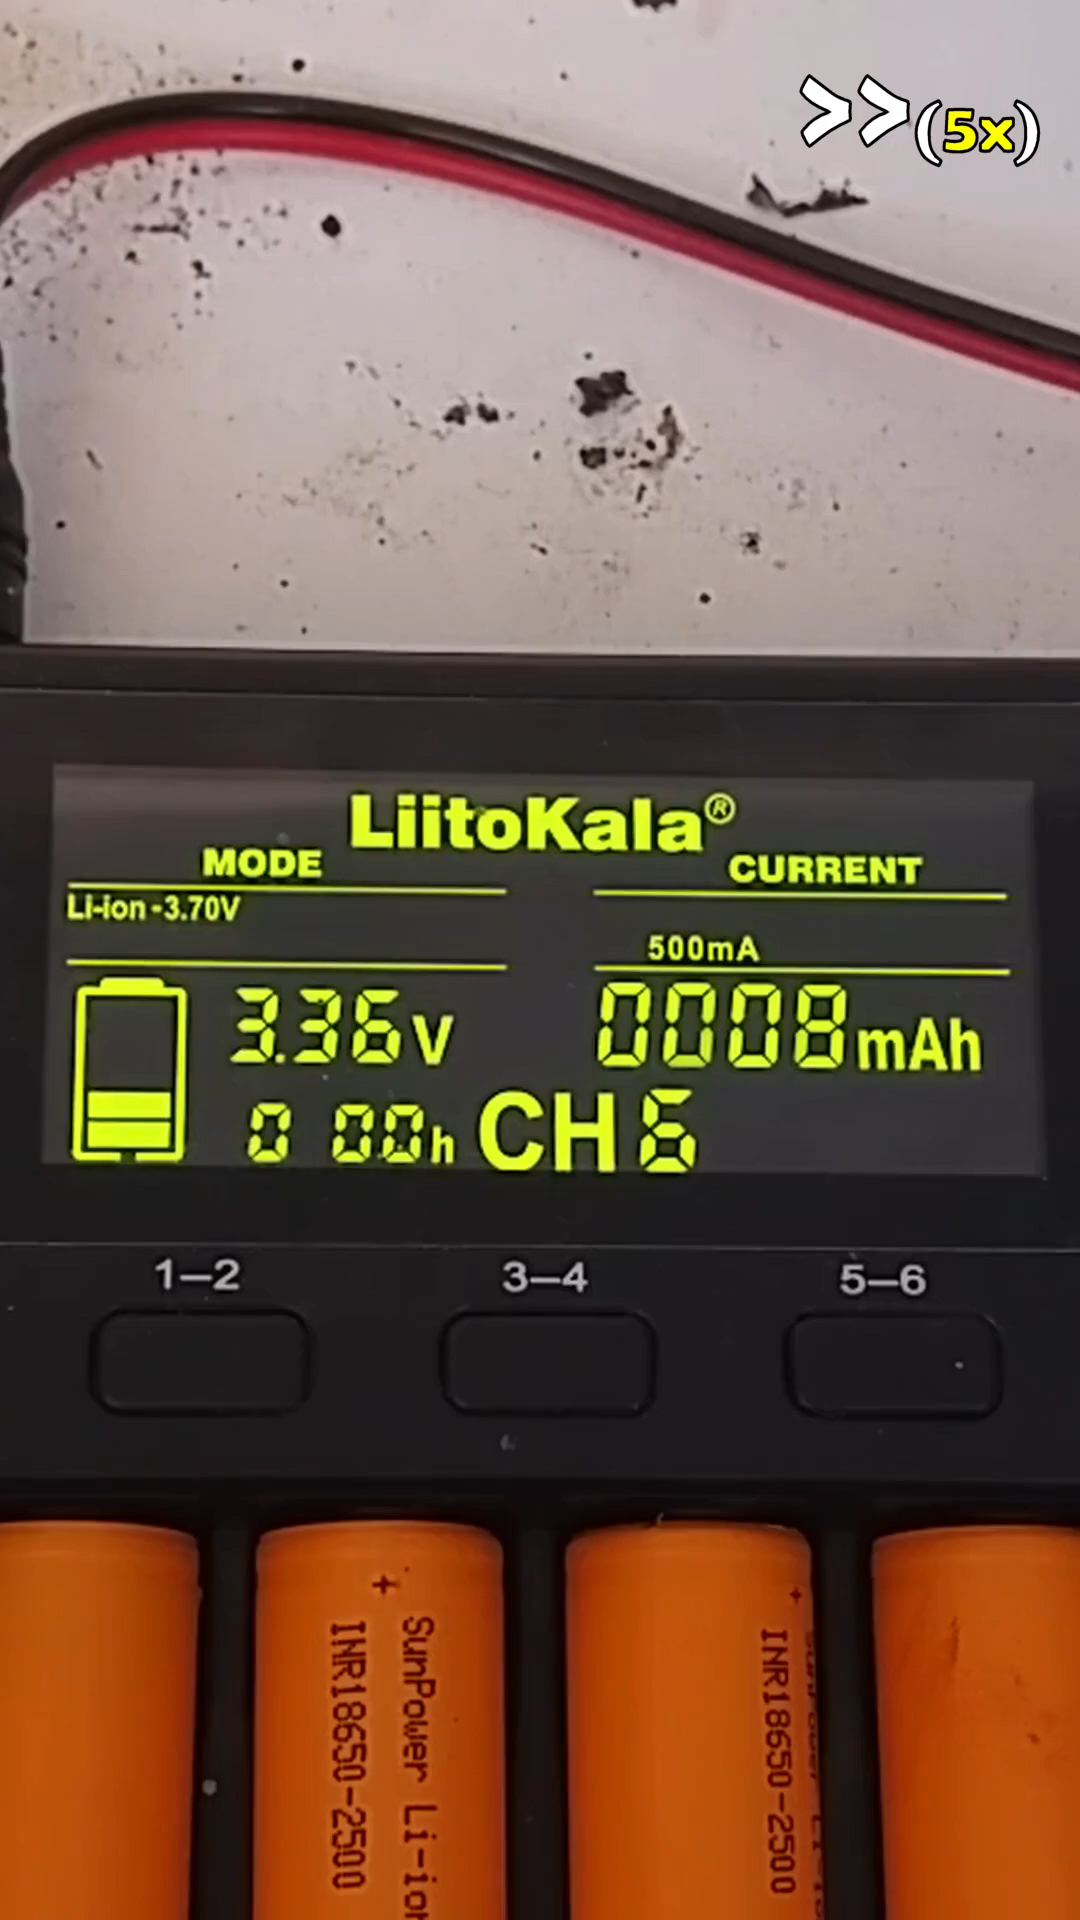 >>(5x)
LiitoKala®
MODE
CURRENT
Li-ion-3.70V
500mA
3.36V
0008mAh
0 00h
CH6
1–2
3–4
5–6
+
SunPower Li-ion
INR18650-2500
+
INR18650-2500